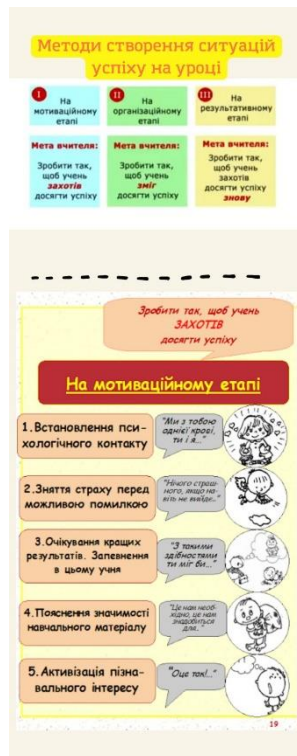 Методи створення ситуацій
успіху на уроці
I
На
мотиваційному
етапі
Мета вчителя:
Зробити так,
щоб учень
захотів
досягти успіху
II
На
організаційному
етапі
Мета вчителя:
Зробити так,
щоб учень
зміг
досягти успіху
III
На
результативному
етапі
Мета вчителя:
Зробити так,
щоб учень
захотів
досягти успіху
знову
Зробити так, щоб учень
ЗАХОТІВ
досягти успіху
На мотиваційному етапі
1.Встановлення пси-
хологічного контакту
"Ми з тобою
однієї крові,
ти і я..."
2.Зняття страху перед
можливою помилкою
"Нічого страш-
ного, якщо на-
віть не вийде..."
3.Очікування кращих
результатів. Запевнення
в цьому учня
"З такими
здібностями
ти міг би..."
4.Пояснення значимості
навчального матеріалу
"Це нам необ-
хідно, це нам
знадобиться
для..."
5.Активізація пізна-
вального інтересу
"Оце так!..."
19